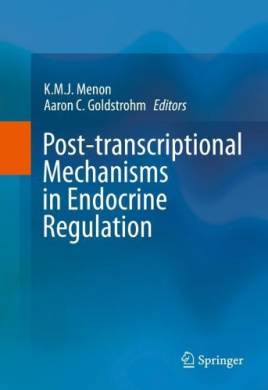 K.M.J. Menon
Aaron C. Goldstrohm Editors
Post-transcriptional
Mechanisms
in Endocrine
Regulation
Springer